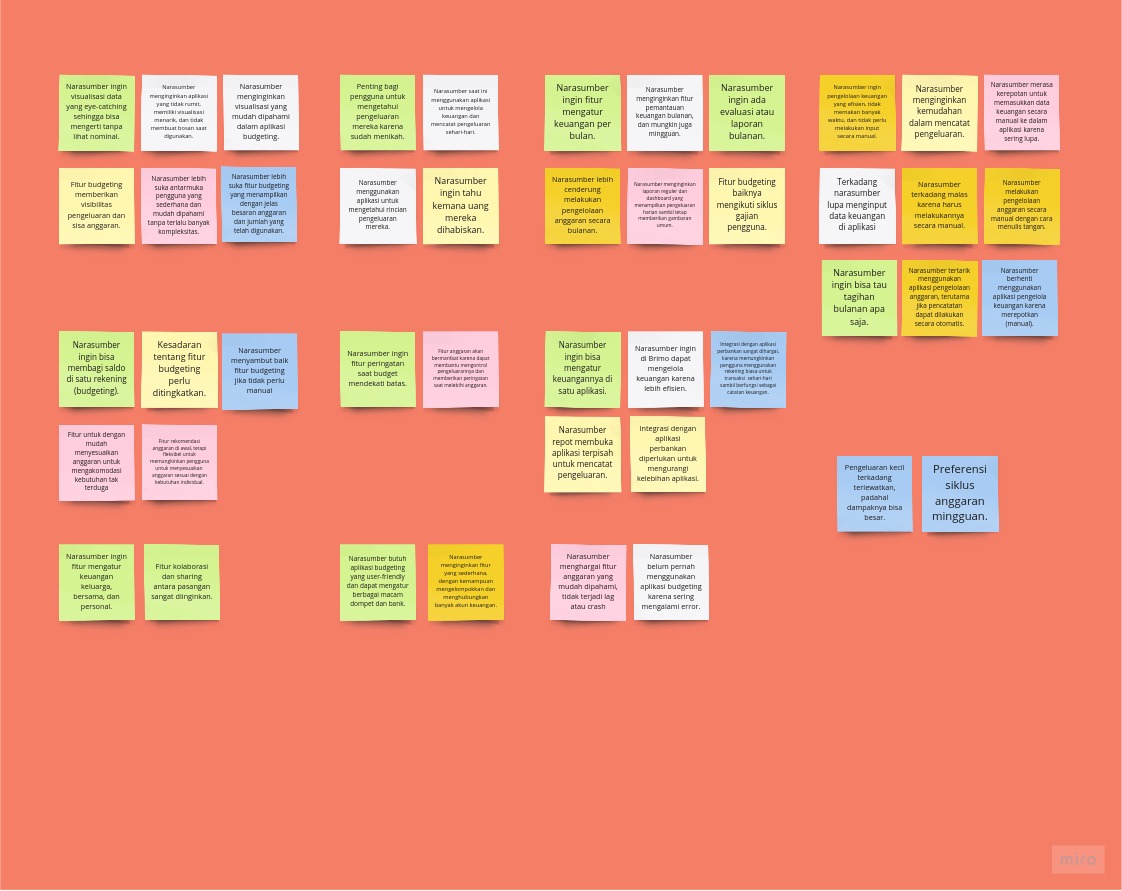 Narasumber ingin
visualisasi data
yang eye-catching
sehingga bisa
mengerti tanpa
lihat nominal.
Narasumber
menginginkan aplikasi
yang tidak rumit,
memiliki visualisasi
menarik, dan tidak
membuat bosan saat
digunakan.
Narasumber
menginginkan
visualisasi yang
mudah dipahami
dalam aplikasi
budgeting.
Fitur budgeting
memberikan
visibilitas
pengeluaran dan
sisa anggaran.
Narasumber lebih
suka antarmuka
pengguna yang
sederhana dan
mudah dipahami
tanpa terlalu banyak
kompleksitas.
Narasumber lebih
suka fitur budgeting
yang menampilkan
dengan jelas
besaran anggaran
dan jumlah yang
telah digunakan.
Penting bagi
pengguna untuk
mengetahui
pengeluaran
mereka karena
sudah menikah.
Narasumber saat ini
menggunakan aplikasi
untuk mengelola
keuangan dan
mencatat pengeluaran
sehari-hari.
Narasumber
menggunakan
aplikasi untuk
mengetahui rincian
pengeluaran
mereka.
Narasumber
ingin tahu
kemana uang
mereka
dihabiskan.
Narasumber
ingin fitur
mengatur
keuangan per
bulan.
Narasumber
menginginkan fitur
pemantauan
keuangan bulanan,
dan mungkin juga
mingguan.
Narasumber
ingin ada
evaluasi atau
laporan
bulanan.
Narasumber lebih
cenderung
melakukan
pengelolaan
anggaran secara
bulanan.
Narasumber menginginkan
laporan reguler dan
dashboard yang
menampilkan pengeluaran
harian sambil tetap
memberikan gambaran
umum.
Fitur budgeting
baiknya
mengikuti siklus
gajian
pengguna.
Narasumber ingin
pengelolaan keuangan
yang efisien, tidak
memakan banyak
waktu, dan tidak perlu
melakukan input
secara manual.
Narasumber
menginginkan
kemudahan
dalam mencatat
pengeluaran.
Narasumber merasa
kerepotan untuk
memasukkan data
keuangan secara
manual ke dalam
aplikasi karena
sering lupa.
Terkadang
narasumber
lupa menginput
data keuangan
di aplikasi
Narasumber
terkadang malas
karena harus
melakukannya
secara manual.
Narasumber
melakukan
pengelolaan
anggaran secara
manual dengan cara
menulis tangan.
Narasumber
ingin bisa tau
tagihan
bulanan apa
saja.
Narasumber tertarik
menggunakan
aplikasi pengelolaan
anggaran, terutama
jika pencatatan
dapat dilakukan
secara otomatis.
Narasumber
berhenti
menggunakan
aplikasi pengelola
keuangan karena
merepotkan
(manual).
Narasumber
ingin bisa
membagi saldo
di satu rekening
(budgeting).
Kesadaran
tentang fitur
budgeting
perlu
ditingkatkan.
Narasumber
menyambut baik
fitur budgeting
jika tidak perlu
manual
Fitur untuk dengan
mudah
menyesuaikan
anggaran untuk
mengakomodasi
kebutuhan tak
terduga
Fitur rekomendasi
anggaran di awal, tetapi
fleksibel untuk
memungkinkan pengguna
untuk menyesuaikan
anggaran sesuai dengan
kebutuhan individual.
Narasumber ingin
fitur peringatan
saat budget
mendekati batas.
Fitur anggaran akan
bermanfaat karena dapat
membantu mengontrol
pengeluarannya dan
memberikan peringatan
saat melebihi anggaran.
Narasumber
ingin bisa
mengatur
keuangannya di
satu aplikasi.
Narasumber ingin
di Brimo dapat
mengelola
keuangan karena
lebih efisien.
Integrasi dengan aplikasi
perbankan sangat dihargai,
karena memungkinkan
pengguna menggunakan
rekening biasa untuk
transaksi sehari-hari
sambil berfungsi sebagai
catatan keuangan.
Narasumber
repot membuka
aplikasi terpisah
untuk mencatat
pengeluaran.
Integrasi dengan
aplikasi
perbankan
diperlukan untuk
mengurangi
kelebihan aplikasi.
Pengeluaran kecil
terkadang
terlewatkan,
padahal
dampaknya bisa
besar.
Preferensi
siklus
anggaran
mingguan.
Narasumber ingin
fitur mengatur
keuangan
keluarga,
bersama, dan
personal.
Fitur kolaborasi
dan sharing
antara pasangan
sangat diinginkan.
Narasumber butuh
aplikasi budgeting
yang user-friendly
dan dapat mengatur
berbagai macam
dompet dan bank.
Narasumber
menginginkan fitur
yang sederhana,
dengan kemampuan
mengelompokkan dan
menghubungkan
banyak akun keuangan.
Narasumber
menghargai fitur
anggaran yang
mudah dipahami,
tidak terjadi lag
atau crash
Narasumber
belum pernah
menggunakan
aplikasi budgeting
karena sering
mengalami error.
miro